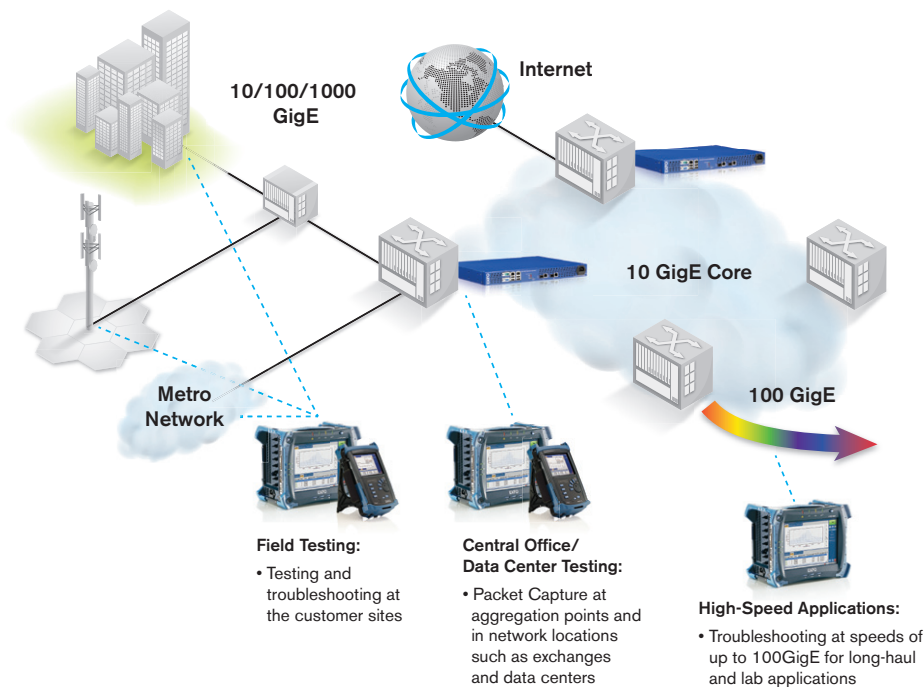 10/100/1000
GigE
Internet
10 GigE Core
Metro
Network
100 GigE
Field Testing:
• Testing and
troubleshooting at
the customer sites
Central Office/
Data Center Testing:
• Packet Capture at
aggregation points and
in network locations
such as exchanges
and data centers
High-Speed Applications:
• Troubleshooting at speeds of
up to 100GigE for long-haul
and lab applications